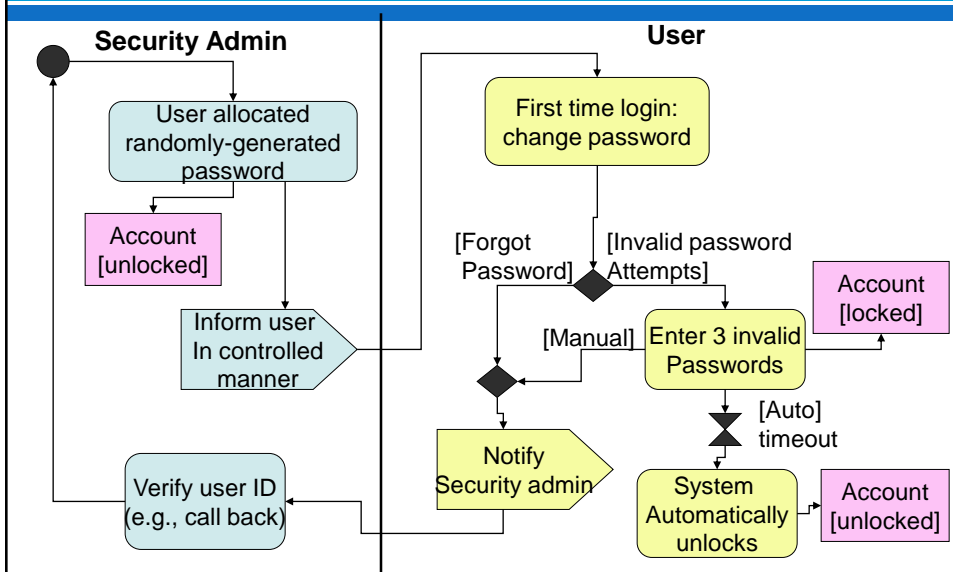 Security Admin
User
User allocated
randomly-generated
password
First time login:
change password
Account
[unlocked]
[Forgot
Password]
[Invalid password
Attempts]
Account
[locked]
Inform user
In controlled
manner
[Manual]
Enter 3 invalid
Passwords
[Auto]
timeout
Notify
Security admin
Verify user ID
(e.g., call back)
System
Automatically
unlocks
Account
[unlocked]